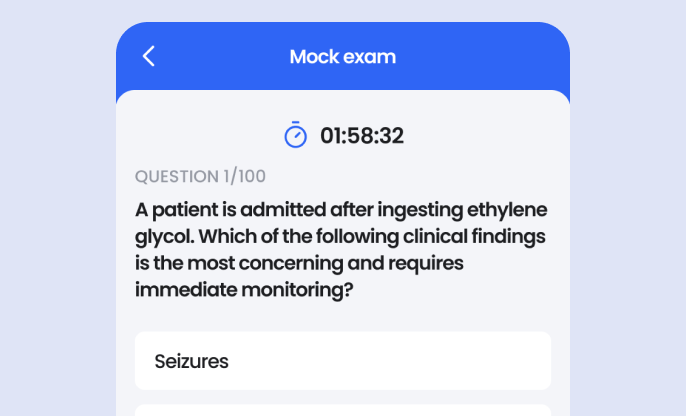 Mock exam
01:58:32
QUESTION 1/100
A patient is admitted after ingesting ethylene
glycol. Which of the following clinical findings
is the most concerning and requires
immediate monitoring?
Seizures